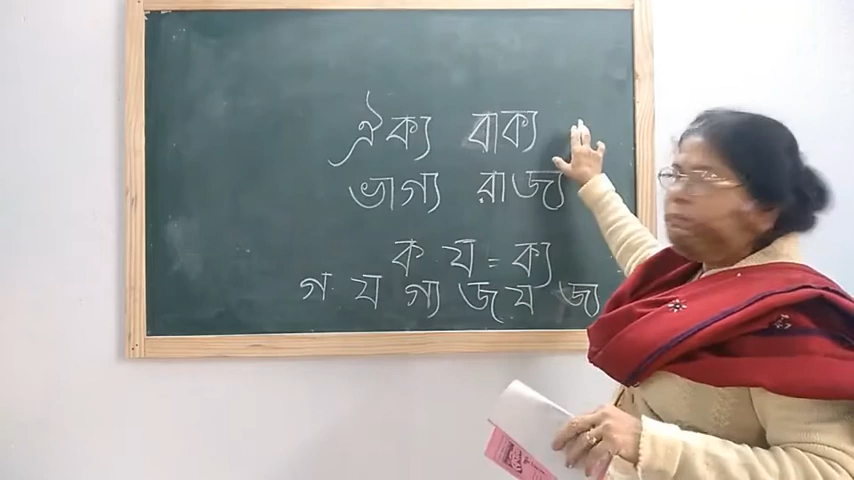 ঐক্য বাক্য
ভাগ্য রাজ্য
ক য = ক্য
গ য গ্য জ য জ্য